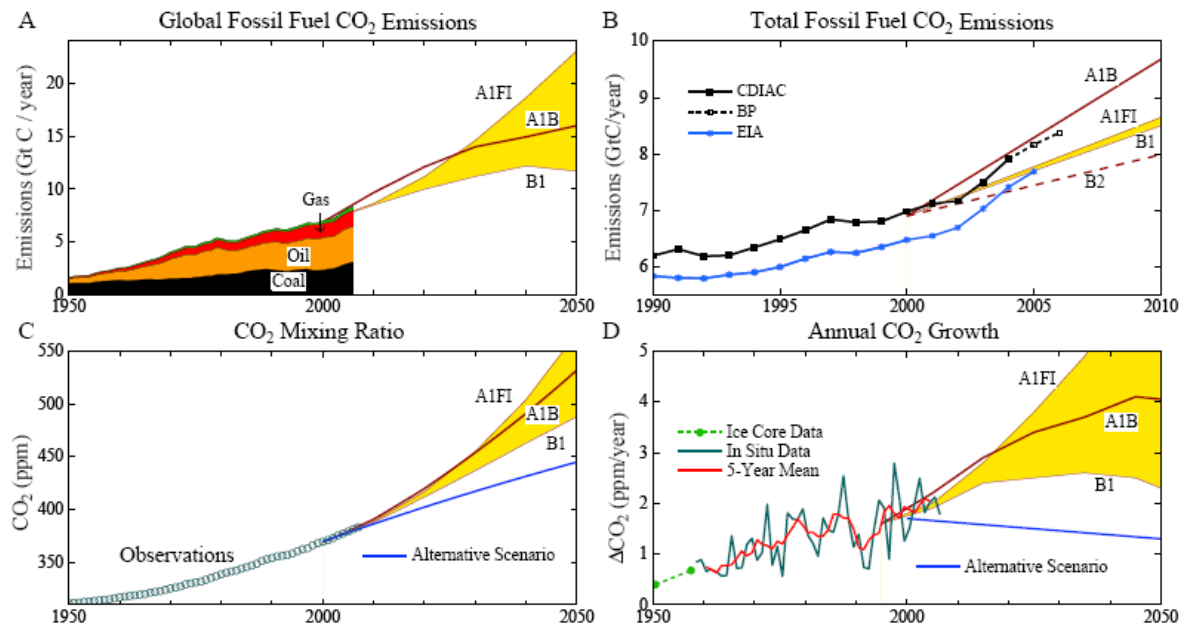 A
Global Fossil Fuel CO2 Emissions
Emissions (Gt C / year)
20
15
10
5
0
A1FI
A1B
B1
Gas
Oil
Coal
1950
2000
2050
B
Total Fossil Fuel CO2 Emissions
Emissions (GtC/year)
10
9
8
7
6
CDIAC
BP
EIA
A1B
A1FI
B1
B2
1990
1995
2000
2005
2010
C
CO2 Mixing Ratio
CO2 (ppm)
550
500
450
400
350
A1FI
A1B
B1
Observations
Alternative Scenario
1950
2000
2050
D
Annual CO2 Growth
ΔCO2 (ppm/year)
5
4
3
2
1
0
Ice Core Data
In Situ Data
5-Year Mean
A1FI
A1B
B1
Alternative Scenario
1950
2000
2050